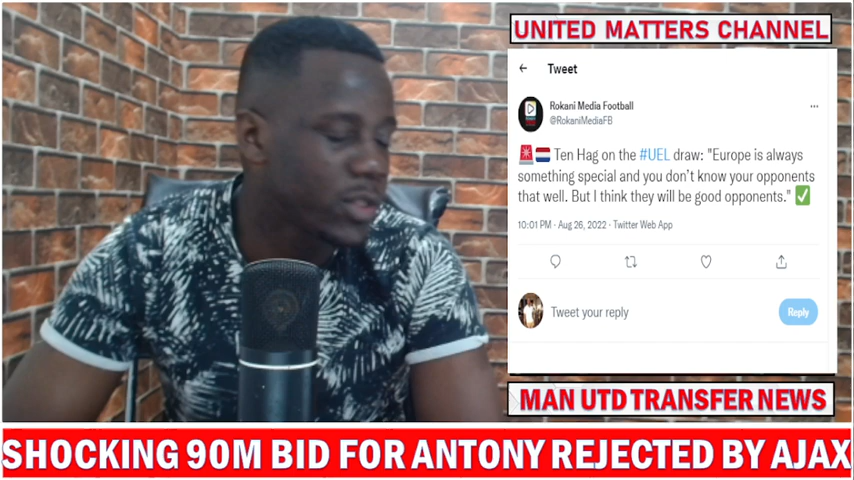 UNITED MATTERS CHANNEL
Tweet
Rokani Media Football
@RokaniMediaFB
🚨🇳🇱 Ten Hag on the #UEL draw: "Europe is always
something special and you don't know your opponents
that well. But I think they will be good opponents." ✅
10:01 PM · Aug 26, 2022 · Twitter Web App
Tweet your reply
Reply
MAN UTD TRANSFER NEWS
SHOCKING 90M BID FOR ANTONY REJECTED BY AJAX